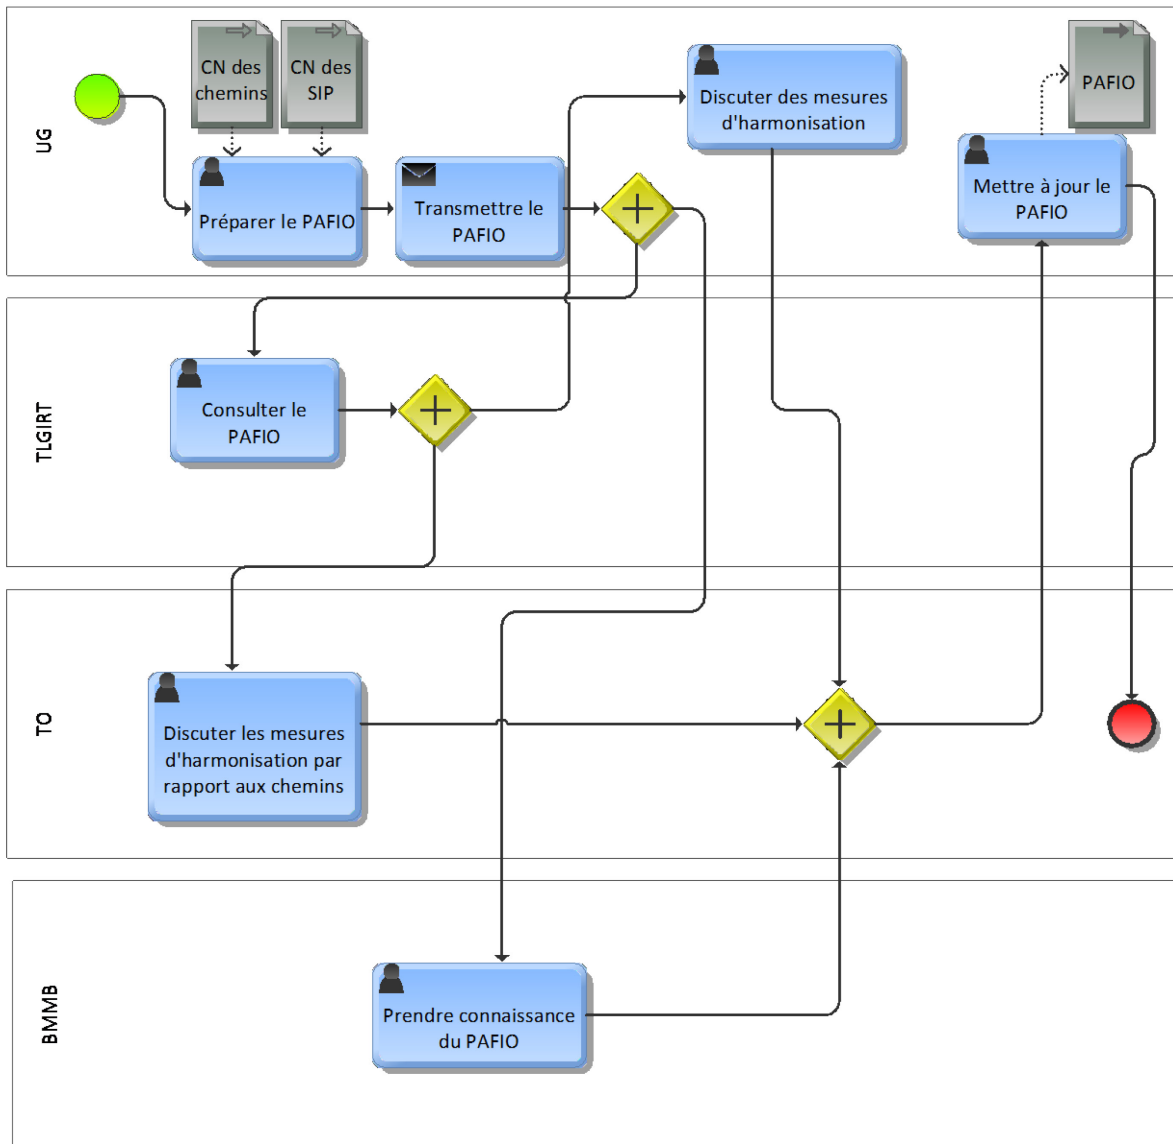 UG
CN des
chemins
CN des
SIP
Préparer le PAFIO
Transmettre le
PAFIO
Discuter des mesures
d'harmonisation
PAFIO
Mettre à jour le
PAFIO
TLGIRT
Consulter le
PAFIO
TO
Discuter les mesures
d'harmonisation par
rapport aux chemins
BMMB
Prendre connaissance
du PAFIO